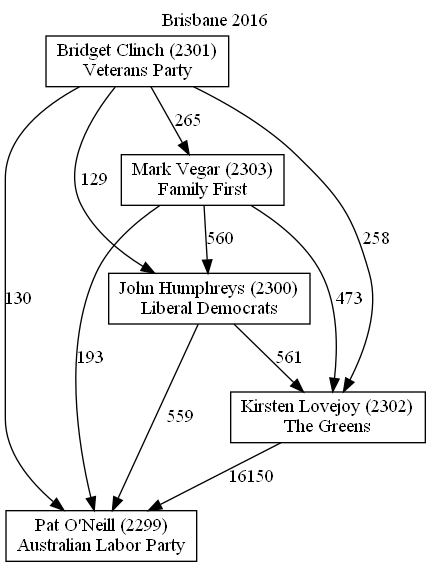 Brisbane 2016
Bridget Clinch (2301)
Veterans Party
265
129
Mark Vegar (2303)
Family First
560
258
John Humphreys (2300)
Liberal Democrats
130
473
193
561
559
Kirsten Lovejoy (2302)
The Greens
16150
Pat O'Neill (2299)
Australian Labor Party